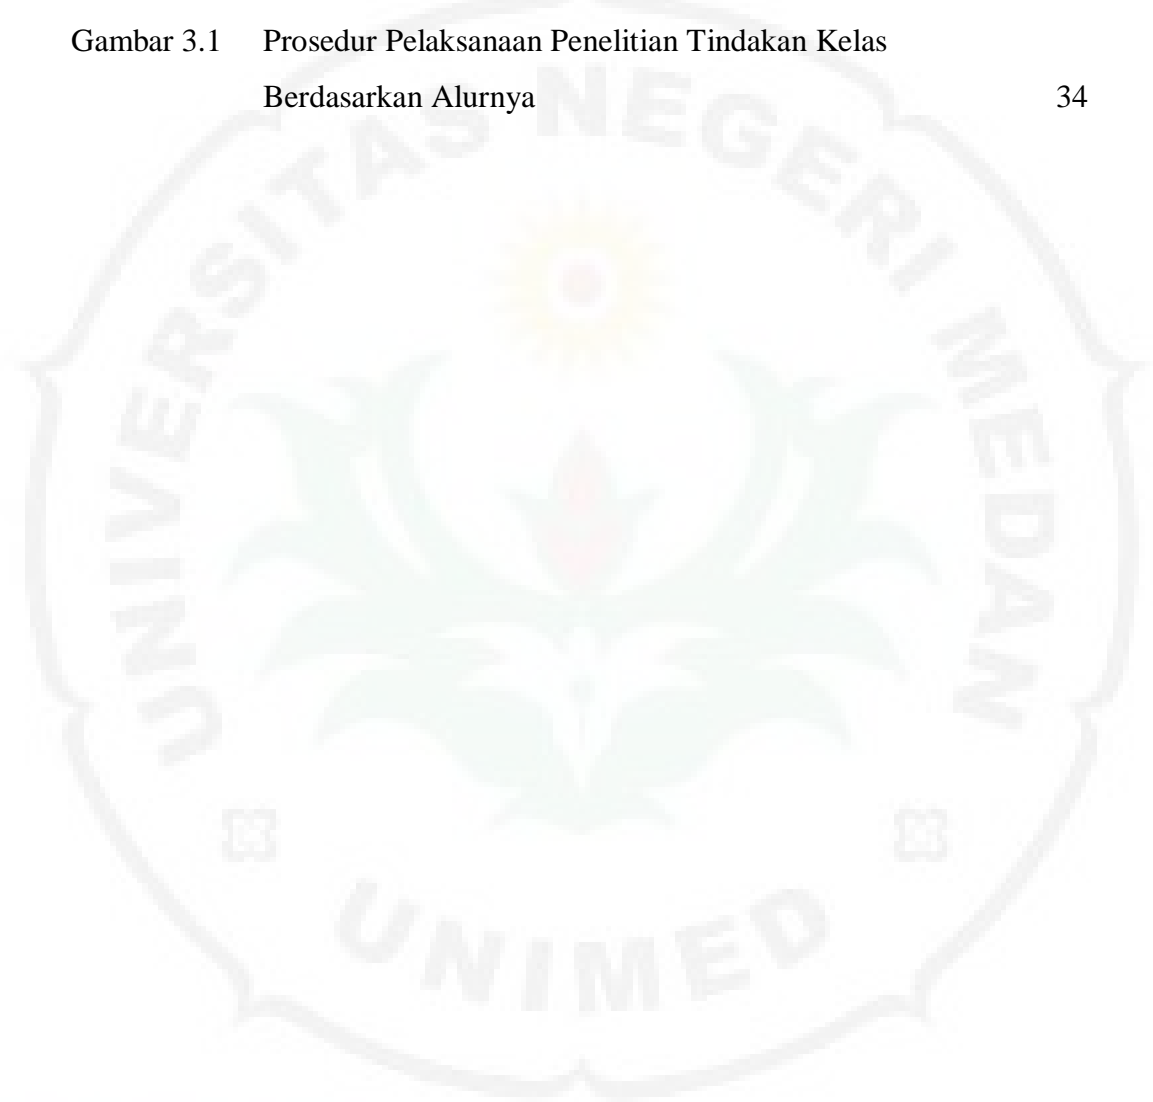 Gambar 3.1 Prosedur Pelaksanaan Penelitian Tindakan Kelas
Berdasarkan Alurnya 34
UNIVERSITAS NEGERI MEDAN
UNIMED